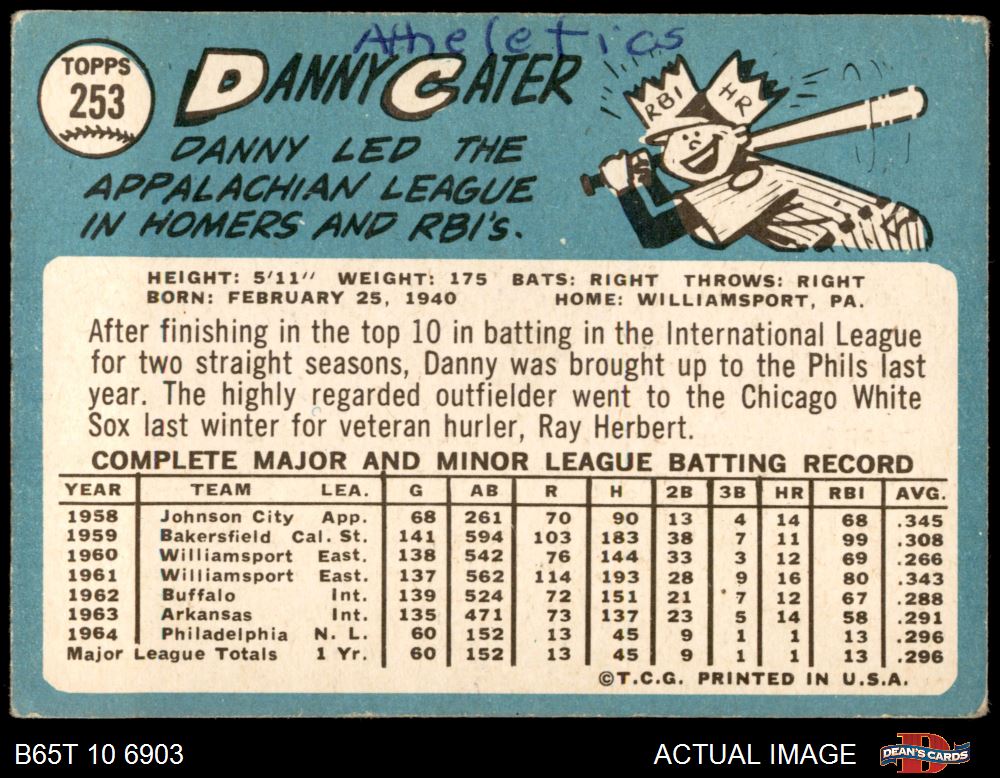 Atheletics
TOPPS
253
DANNY CATER
DANNY LED THE
APPALACHIAN LEAGUE
IN HOMERS AND RBI'S.
RBI
HR
HEIGHT: 5'11" WEIGHT: 175 BATS: RIGHT THROWS: RIGHT
BORN: FEBRUARY 25, 1940 HOME: WILLIAMSPORT, PA.
After finishing in the top 10 in batting in the International League
for two straight seasons, Danny was brought up to the Phils last
year. The highly regarded outfielder went to the Chicago White
Sox last winter for veteran hurler, Ray Herbert.
COMPLETE MAJOR AND MINOR LEAGUE BATTING RECORD
YEAR TEAM LEA. G AB R H 2B 3B HR RBI AVG.
1958 Johnson City App. 68 261 70 90 13 4 14 68 .345
1959 Bakersfield Cal. St. 141 594 103 183 38 7 11 99 .308
1960 Williamsport East. 138 542 76 144 33 3 12 69 .266
1961 Williamsport East. 137 562 114 193 28 9 16 80 .343
1962 Buffalo Int. 139 524 72 151 21 7 12 67 .288
1963 Arkansas Int. 135 471 73 137 23 5 14 58 .291
1964 Philadelphia N. L. 60 152 13 45 9 1 1 13 .296
Major League Totals 1 Yr. 60 152 13 45 9 1 1 13 .296
©T.C.G. PRINTED IN U.S.A.
B65T 10 6903
ACTUAL IMAGE
DEAN'S CARDS